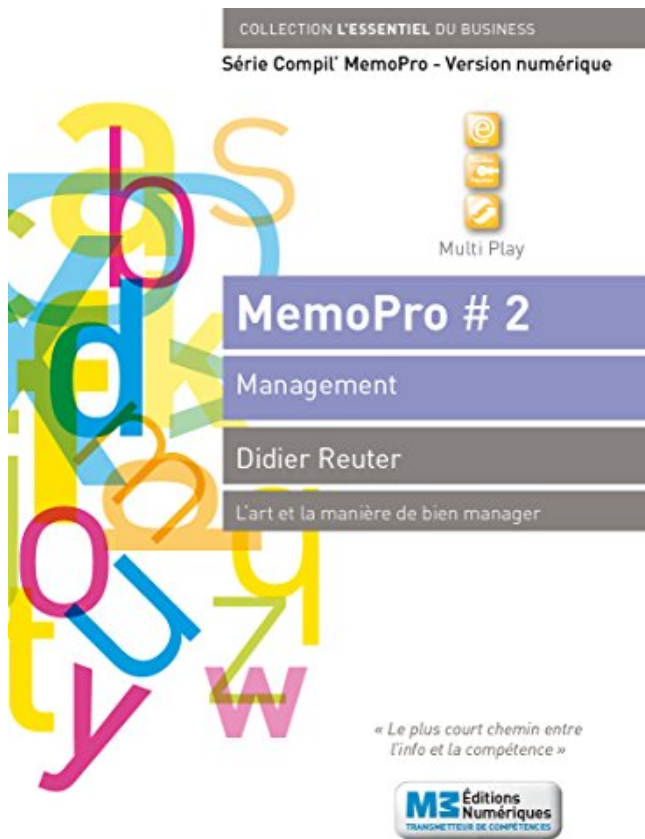 COLLECTION L'ESSENTIEL DU BUSINESS
Série Compil' MemoPro - Version numérique
Multi Play
MemoPro # 2
Management
Didier Reuter
L'art et la manière de bien manager
« Le plus court chemin entre
l'info et la compétence »
M3 Éditions
Numériques
TRANSMETTEUR DE COMPÉTENCES